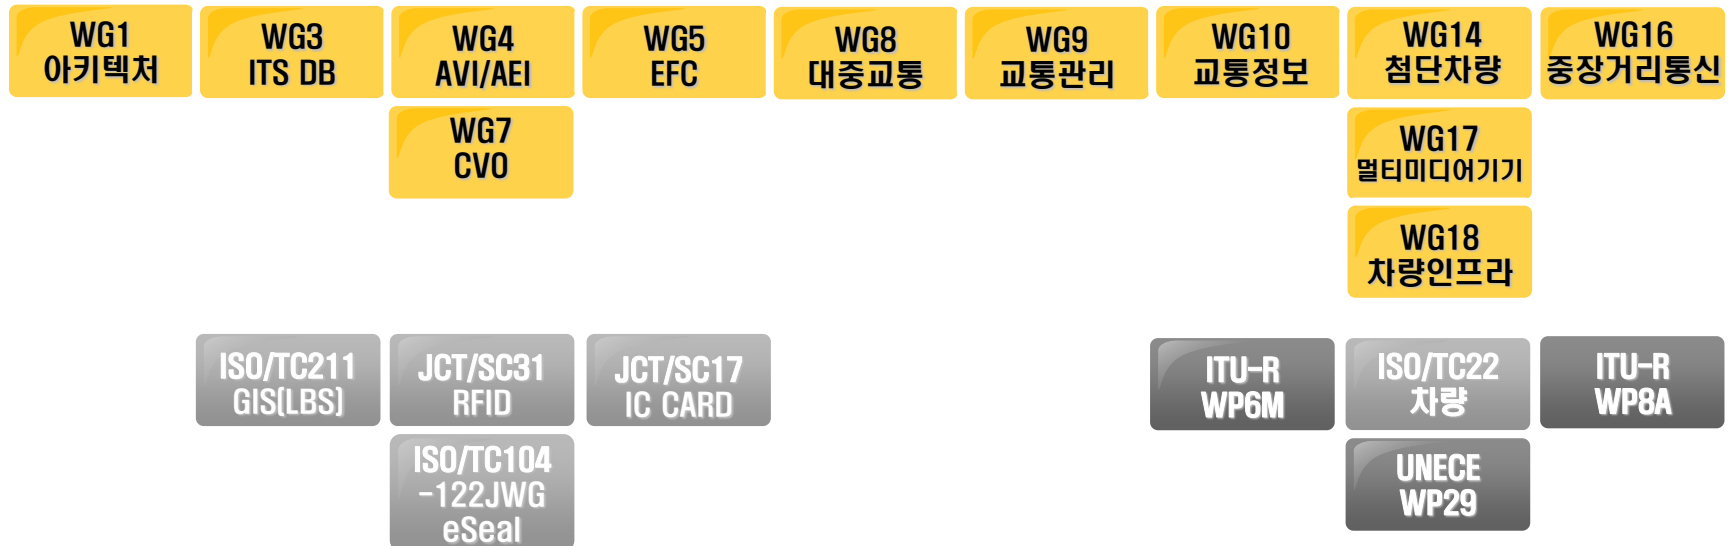 WG1
아키텍처
WG3
ITS DB
WG4
AVI/AEI
WG5
EFC
WG8
대중교통
WG9
교통관리
WG10
교통정보
WG14
첨단차량
WG16
중장거리통신
WG7
CVO
WG17
멀티미디어기기
WG18
차량인프라
ISO/TC211
GIS(LBS)
JCT/SC31
RFID
JCT/SC17
IC CARD
ITU-R
WP6M
ISO/TC22
차량
ITU-R
WP8A
ISO/TC104
-122JWG
eSeal
UNECE
WP29